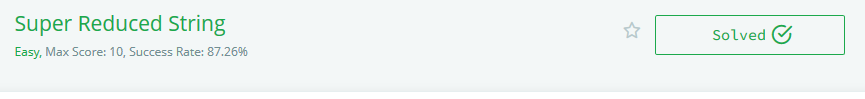 Super Reduced String
Solved
Easy, Max Score: 10, Success Rate: 87.26%